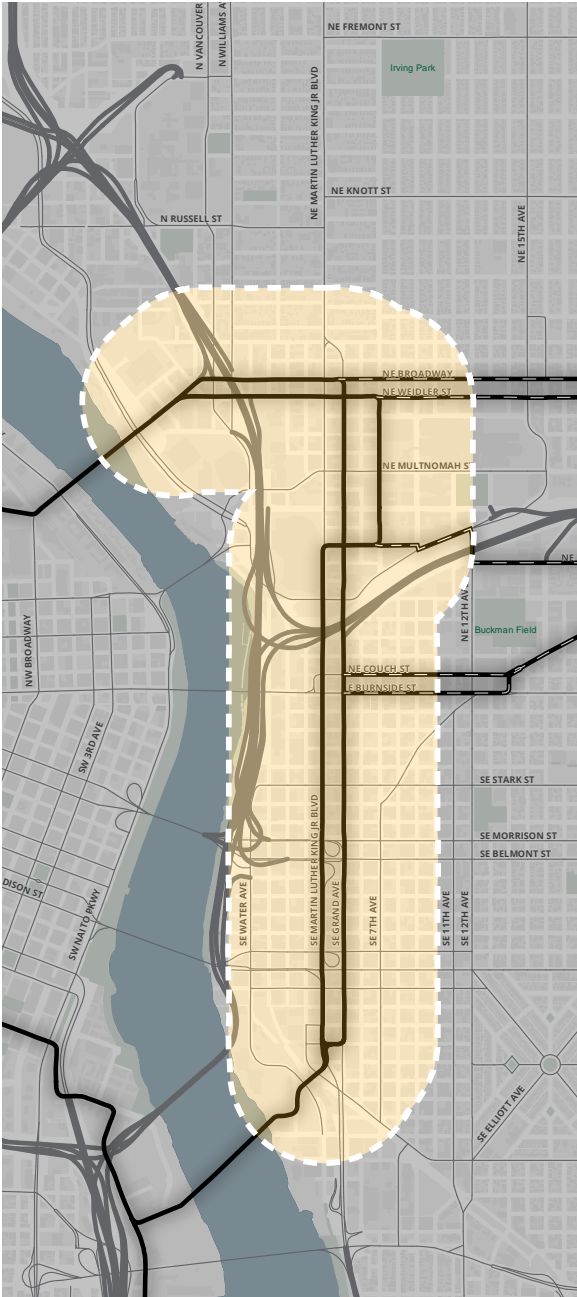 N VANCOUVER
N WILLIAMS A
NE FREMONT ST
Irving Park
NE MARTIN LUTHER KING JR BLVD
NE KNOTT ST
N RUSSELL ST
NE 15TH AVE
NE BROADWAY
NE WEIDLER ST
NE MULTNOMAH S
NE
NE 12TH AV
Buckman Field
NW BROADWAY
NE COUCH ST
E BURNSIDE ST
SW 3RD AVE
SE STARK ST
SE MORRISON ST
SE BELMONT ST
DISON ST
SW NAITO PKWY
SE WATER AVE
SE MARTIN LUTHER KING JR BLVD
SE GRAND AVE
SE 7TH AVE
SE 11TH AVE
SE 12TH AVE
SE ELLIOTT AVE